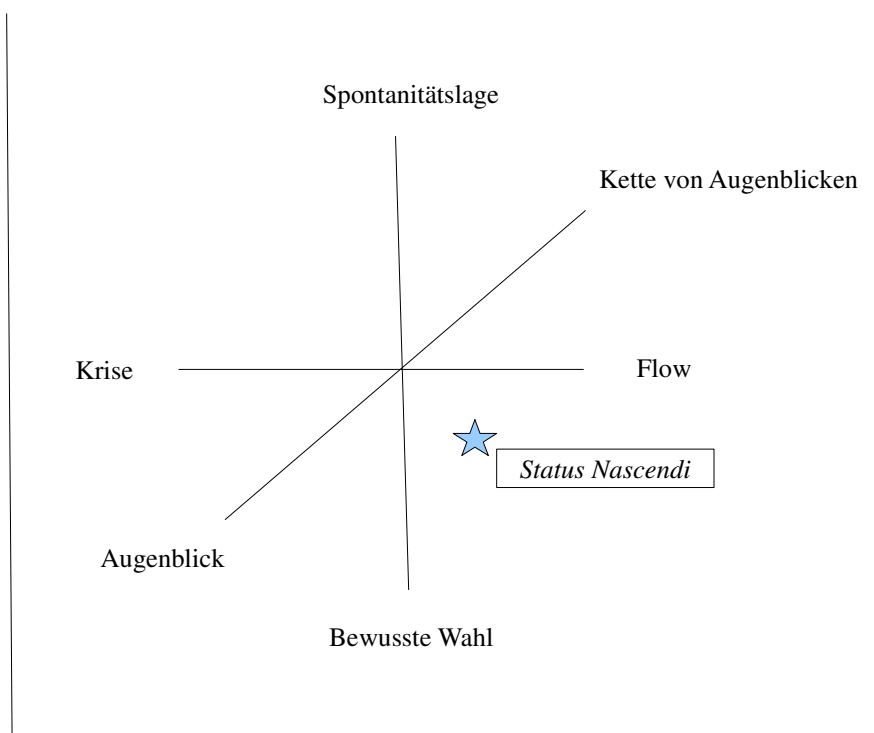 Spontanitätslage
Kette von Augenblicken
Krise
Flow
Status Nascendi
Augenblick
Bewusste Wahl